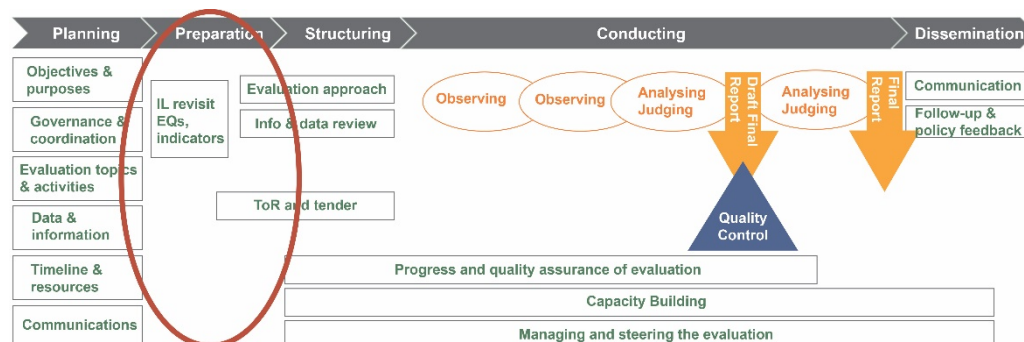 Planning
Preparation
Structuring
Conducting
Dissemination
Objectives &
purposes
Governance &
coordination
Evaluation topics
& activities
Data &
information
Timeline &
resources
Communications
IL revisit
EQs,
indicators
Evaluation approach
Info & data review
ToR and tender
Observing
Observing
Analysing
Judging
Draft Final
Report
Analysing
Judging
Final
Report
Communication
Follow-up &
policy feedback
Quality
Control
Progress and quality assurance of evaluation
Capacity Building
Managing and steering the evaluation